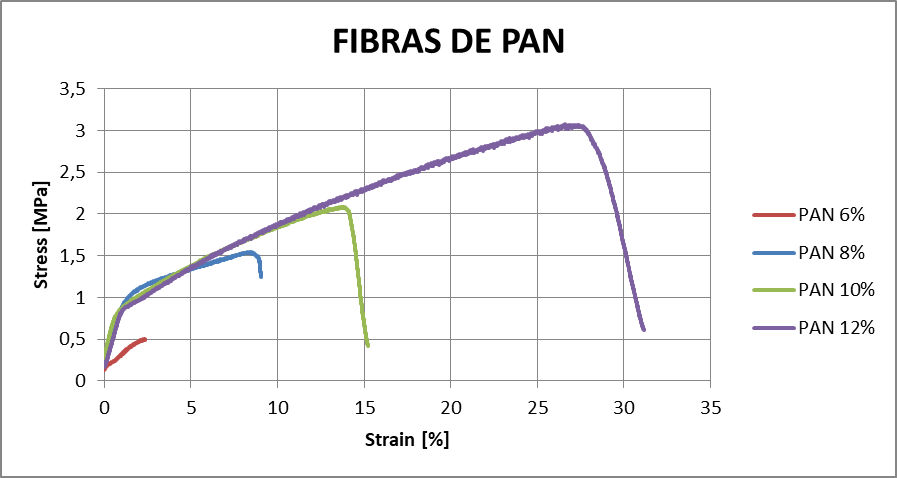 FIBRAS DE PAN
3,5
3
2,5
2
1,5
1
0,5
0
Stress [MPa]
0 5 10 15 20 25 30 35
Strain [%]
PAN 6%
PAN 8%
PAN 10%
PAN 12%